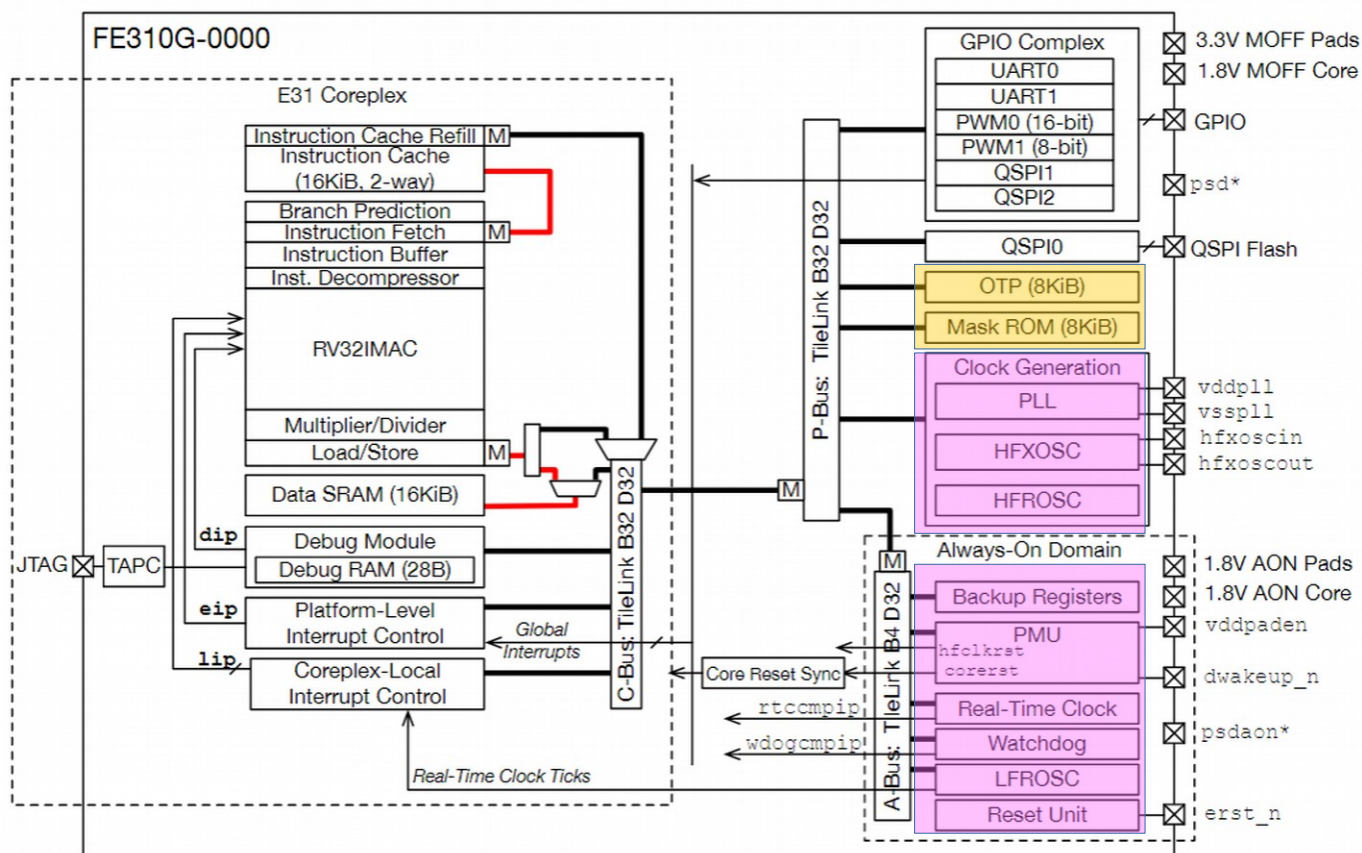 FE310G-0000
E31 Coreplex
Instruction Cache Refill
M
Instruction Cache
(16KiB, 2-way)
Branch Prediction
Instruction Fetch
M
Instruction Buffer
Inst. Decompressor
RV32IMAC
Multiplier/Divider
Load/Store
M
Data SRAM (16KiB)
dip
Debug Module
Debug RAM (28B)
JTAG
TAPC
eip
Platform-Level
Interrupt Control
lip
Coreplex-Local
Interrupt Control
Global
Interrupts
Real-Time Clock Ticks
C-Bus: TileLink B32 D32
M
P-Bus: TileLink B32 D32
GPIO Complex
UART0
UART1
PWM0 (16-bit)
PWM1 (8-bit)
QSPI1
QSPI2
QSPI0
OTP (8KiB)
Mask ROM (8KiB)
Clock Generation
PLL
HFXOSC
HFROSC
Always-On Domain
M
A-Bus: TileLink B4 D32
Backup Registers
PMU
hfclkrst
corerst
Core Reset Sync
rtccmpip
Real-Time Clock
wdogcmpip
Watchdog
LFROSC
Reset Unit
3.3V MOFF Pads
1.8V MOFF Core
GPIO
psd*
QSPI Flash
vddpll
vsspll
hfxoscin
hfxoscout
1.8V AON Pads
1.8V AON Core
vddpaden
dwakeup_n
psdaon*
erst_n